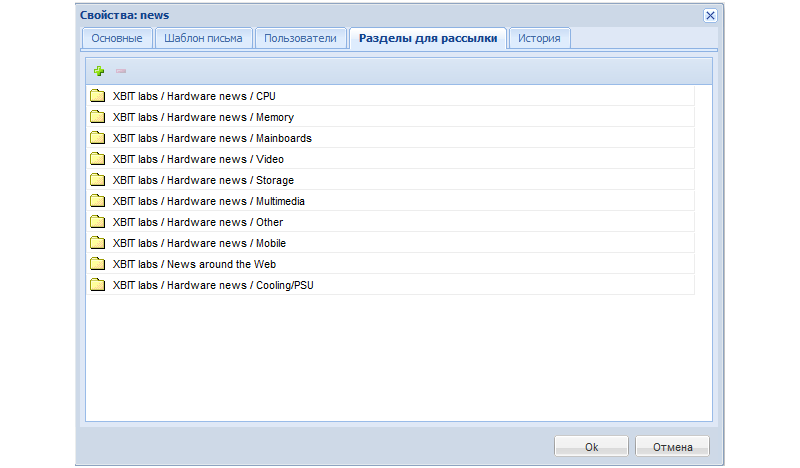 Свойства: news
Основные Шаблон письма Пользователи Разделы для рассылки История
XBIT labs / Hardware news / CPU
XBIT labs / Hardware news / Memory
XBIT labs / Hardware news / Mainboards
XBIT labs / Hardware news / Video
XBIT labs / Hardware news / Storage
XBIT labs / Hardware news / Multimedia
XBIT labs / Hardware news / Other
XBIT labs / Hardware news / Mobile
XBIT labs / News around the Web
XBIT labs / Hardware news / Cooling/PSU
Ok Отмена